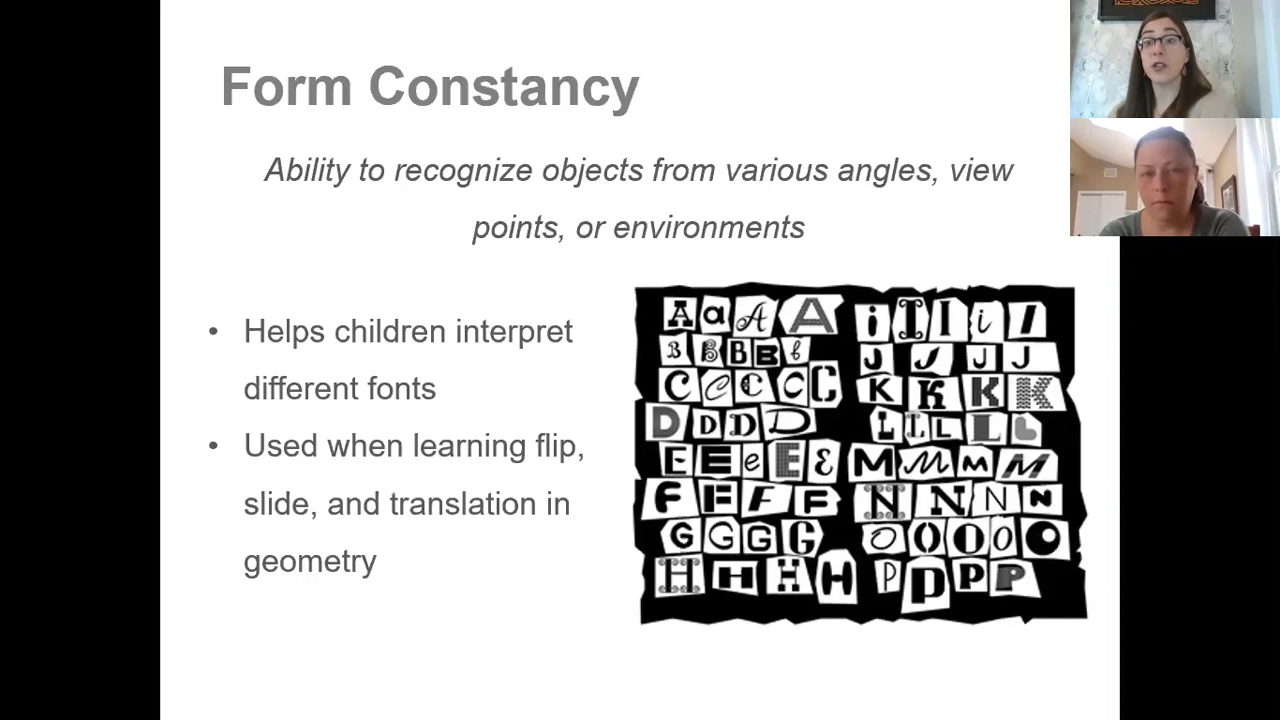 Form Constancy
Ability to recognize objects from various angles, view
points, or environments
• Helps children interpret
different fonts
• Used when learning flip,
slide, and translation in
geometry
A a A A
B B B B b
C C C C C
D D D D D
E E e E E
F F F F
G G G G
H H H H
i I I i I
J J J J
K K K K
L L L L L
M M M M
N N N N
O O O O O
P p P P